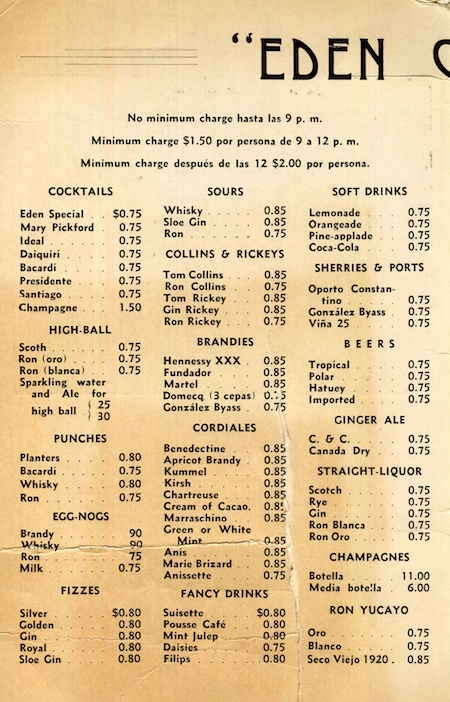 “EDEN C
No minimum charge hasta las 9 p. m.
Minimum charge $1.50 por persona de 9 a 12 p. m.
Minimum charge después de las 12 $2.00 por persona.
COCKTAILS
Eden Special . . $0.75
Mary Pickford . 0.75
Ideal . . . . 0.75
Daiquiri . . . . 0.75
Bacardi . . . . 0.75
Presidente . . . 0.75
Santiago . . . . 0.75
Champagne . . . 1.50
HIGH-BALL
Scoth . . . . 0.75
Ron (oro) . . . 0.75
Ron (blanca) . . 0.75
Sparkling water
and Ale for
high ball { 25
30
PUNCHES
Planters . . . . 0.80
Bacardi . . . . 0.75
Whisky . . . . 0.80
Ron . . . . . 0.75
EGG-NOGS
Brandy . . . . 90
Whisky . . . . 90
Ron . . . . . 75
Milk . . . . . 0.75
FIZZES
Silver . . . . $0.80
Golden . . . . 0.80
Gin . . . . . 0.80
Royal . . . . 0.80
Sloe Gin . . . . 0.80
SOURS
Whisky . . . . . 0.85
Sloe Gin . . . . 0.85
Ron . . . . . 0.75
COLLINS & RICKEYS
Tom Collins . . . . 0.85
Ron Collins . . . 0.75
Tom Rickey . . . . 0.85
Gin Rickey . . . . 0.85
Ron Rickey . . . . 0.75
BRANDIES
Hennessy XXX . . 0.85
Fundador . . . . 0.85
Martel . . . . . 0.85
Domecq (3 cepas)
González Byass . . 0.75
CORDIALES
Benedectine . . . . 0.85
Apricot Brandy . . 0.85
Kummel . . . . . 0.85
Kirsh . . . . . 0.85
Chartreuse . . . . 0.85
Cream of Cacao.
Marraschino . . . 0.85
Green or White
Mint . . . . 0.85
Anis . . . . . 0.85
Marie Brizard . . . 0.85
Anissette . . . . 0.75
FANCY DRINKS
Suisette . . . . $0.80
Pousse Café . . . 0.80
Mint Julep . . . . 0.80
Daisies . . . . 0.75
Filips . . . . . 0.80
SOFT DRINKS
Lemonade . . . . 0.75
Orangeade . . . . 0.75
Pine-applade . . . 0.75
Coca-Cola . . . . 0.75
SHERRIES & PORTS
Oporto Constan-
tino . . . . . 0.75
González Byass . . 0.75
Viña 25 . . . . 0.75
BEERS
Tropical . . . . . 0.75
Polar . . . . . 0.75
Hatuey . . . . . 0.75
Imported . . . . 0.75
GINGER ALE
C. & C. . . . . . 0.75
Canada Dry . . . . 0.75
STRAIGHT-LIQUOR
Scotch . . . . . 0.75
Rye . . . . . . 0.75
Gin . . . . . . 0.75
Ron Blanca . . . . 0.75
Ron Oro . . . . . 0.75
CHAMPAGNES
Botella . . . . 11.00
Media botella . . 6.00
RON YUCAYO
Oro . . . . . . 0.75
Blanco . . . . . 0.75
Seco Viejo 1920 . 0.85